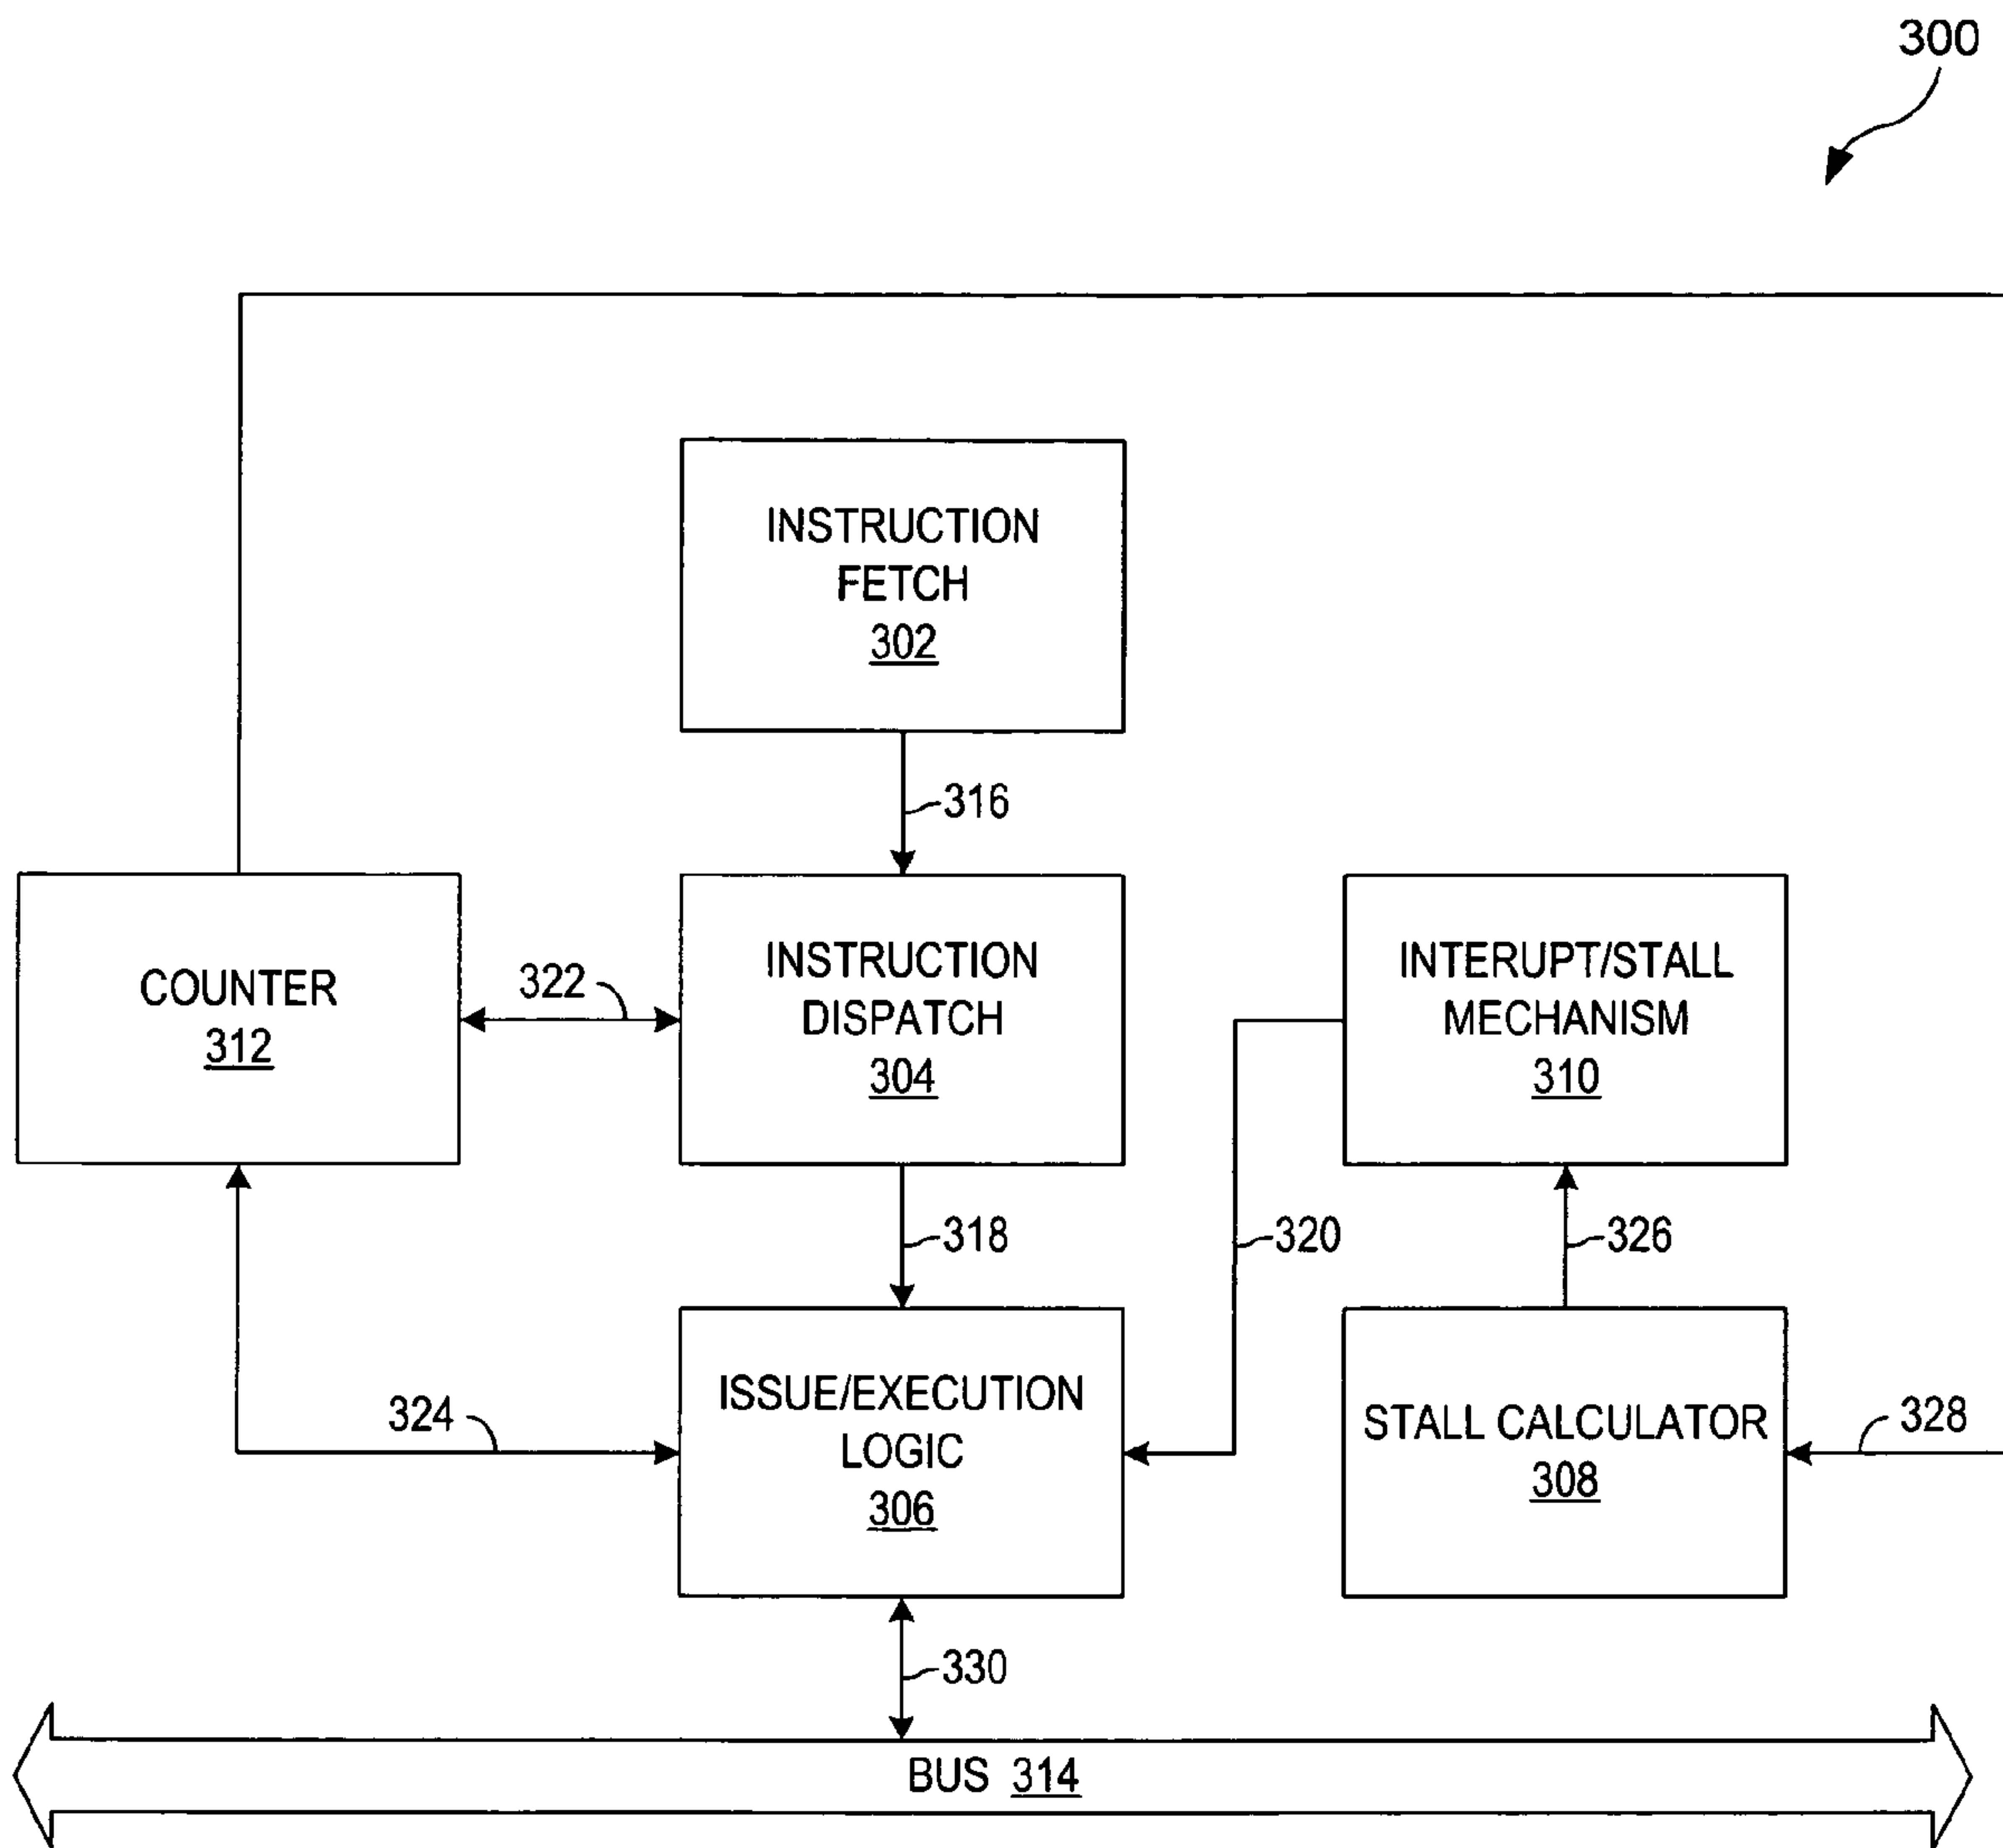 300
INSTRUCTION
FETCH
302
316
COUNTER
312
322
INSTRUCTION
DISPATCH
304
INTERUPT/STALL
MECHANISM
310
318
320
326
324
ISSUE/EXECUTION
LOGIC
306
STALL CALCULATOR
308
328
330
BUS 314